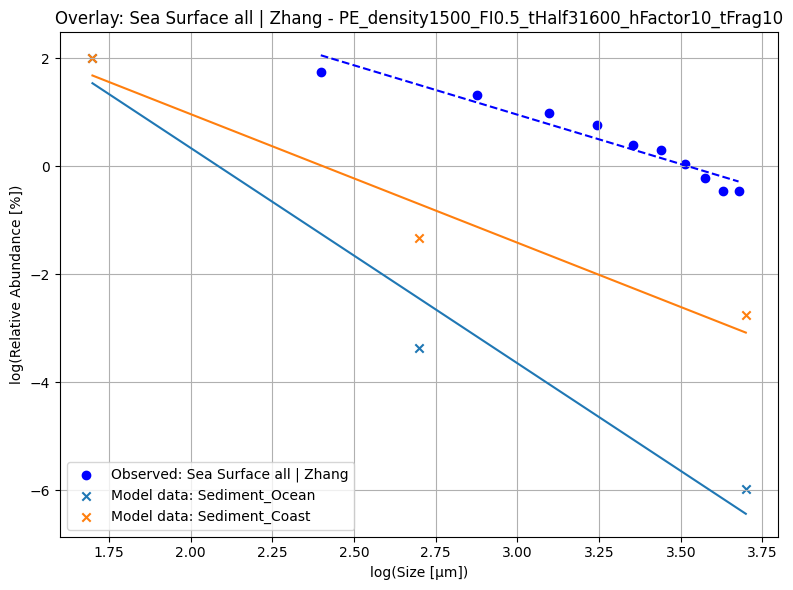 Overlay: Sea Surface all | Zhang - PE_density1500_FI0.5_tHalf31600_hFactor10_tFrag10
log(Relative Abundance [%])
2
0
−2
−4
−6
Observed: Sea Surface all | Zhang
Model data: Sediment_Ocean
Model data: Sediment_Coast
1.75 2.00 2.25 2.50 2.75 3.00 3.25 3.50 3.75
log(Size [µm])